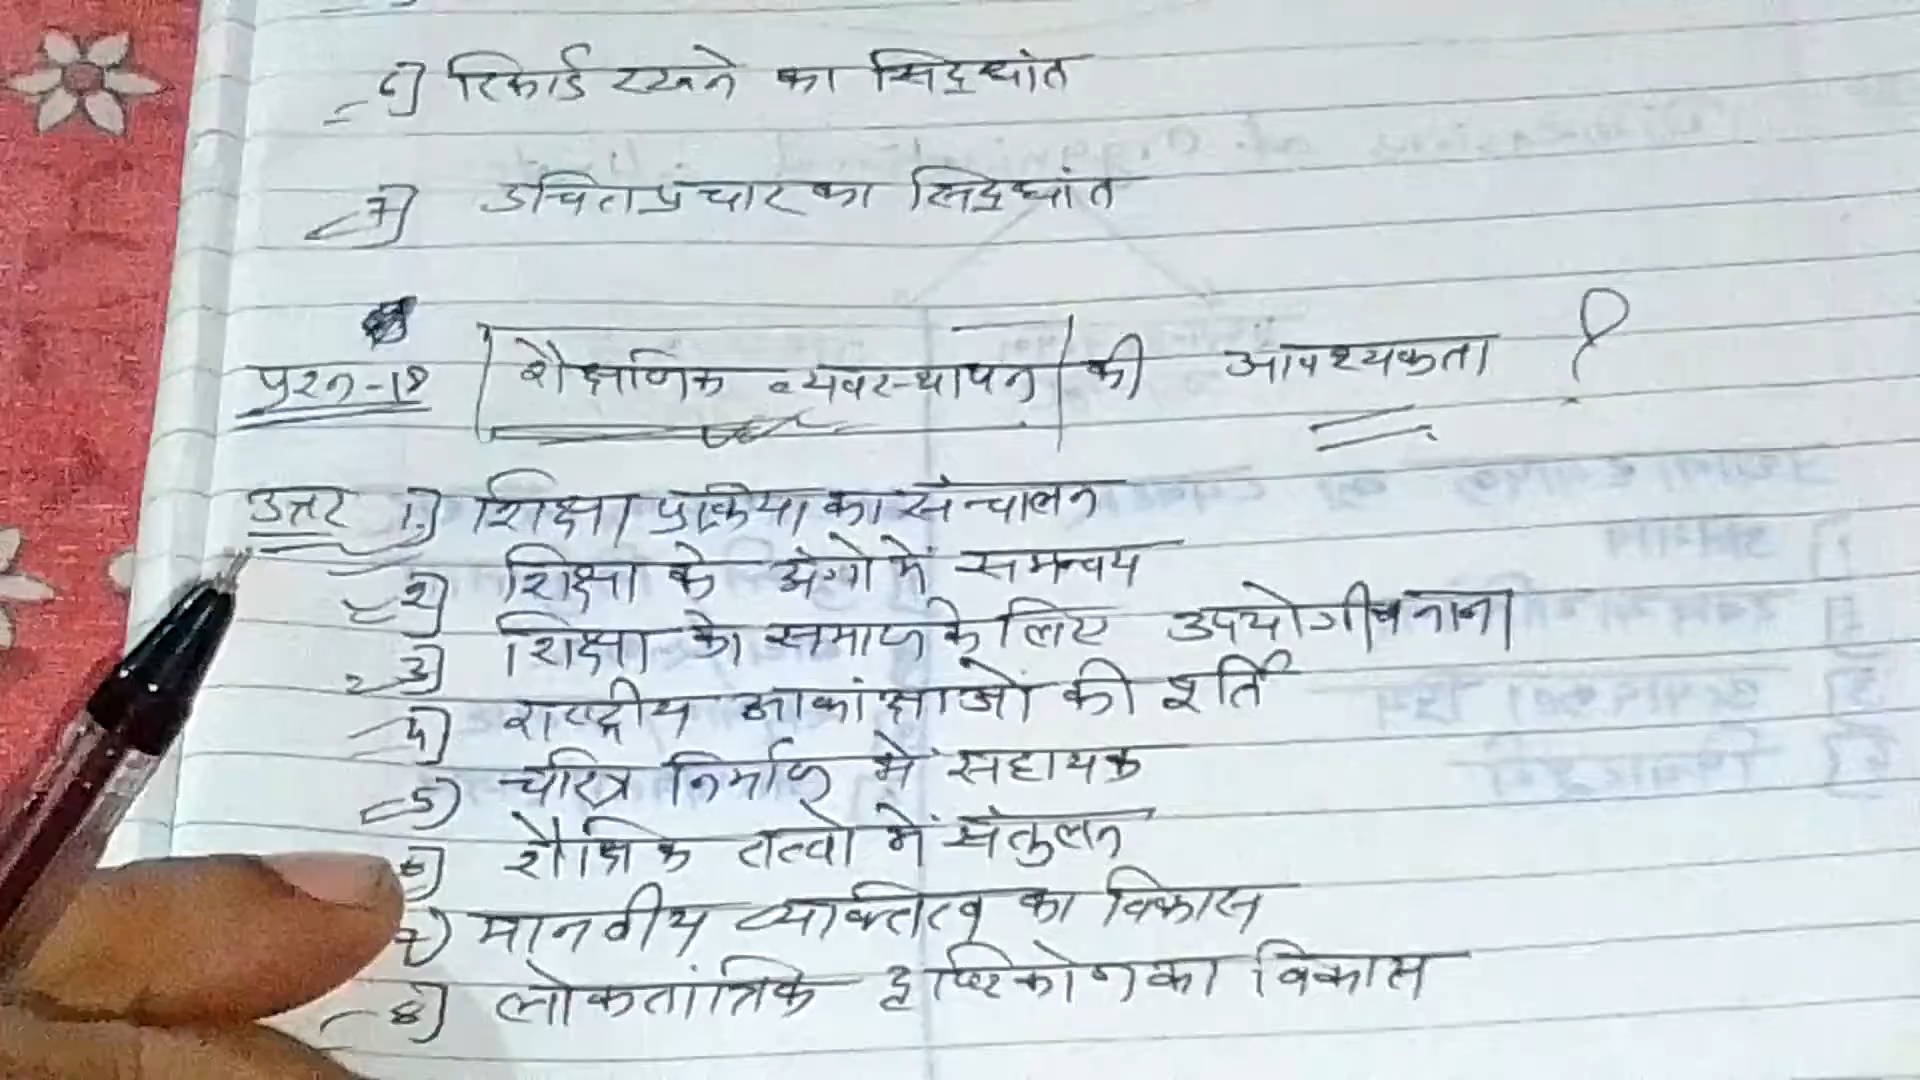 6) रिकार्ड रखने का सिद्धांत
7) उचित प्रंचार का सिद्धांत
प्रश्न-18 शैक्षणिक व्यवस्थापन की आवश्यकता ?
उत्तर 1.) शिक्षा प्रक्रिया का संन्चालन
2) शिक्षा के अंगो में समन्वय
3) शिक्षा को समाज के लिए उपयोगी बनाना
4) राष्ट्रीय आकांक्षाओं की पूर्ति
5) चरित्र निर्माण में सहायक
6) शैक्षिक तत्वों में संतुलन
7) मानवीय व्यक्तित्व का विकास
8) लोकतांत्रिक दृष्टिकोण का विकास